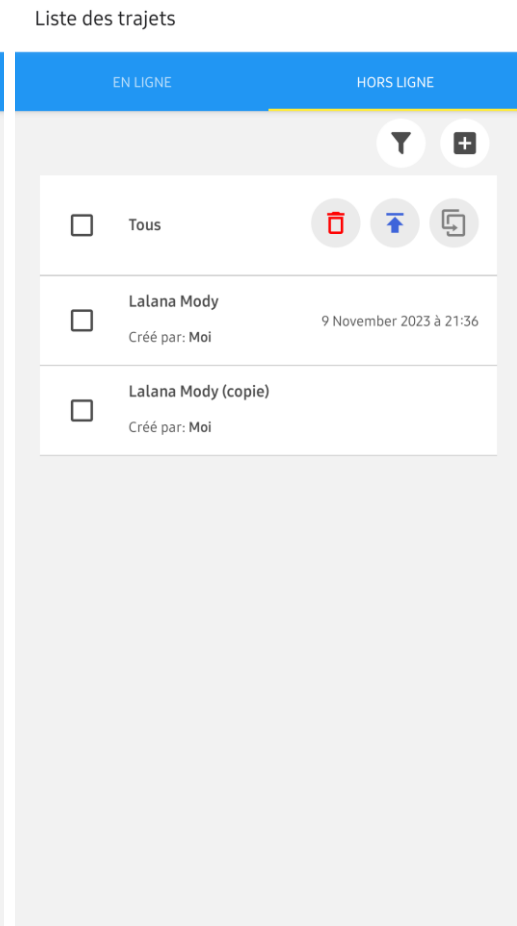 Liste des trajets
EN LIGNE
HORS LIGNE
Tous
Lalana Mody
Créé par: Moi
9 November 2023 à 21:36
Lalana Mody (copie)
Créé par: Moi